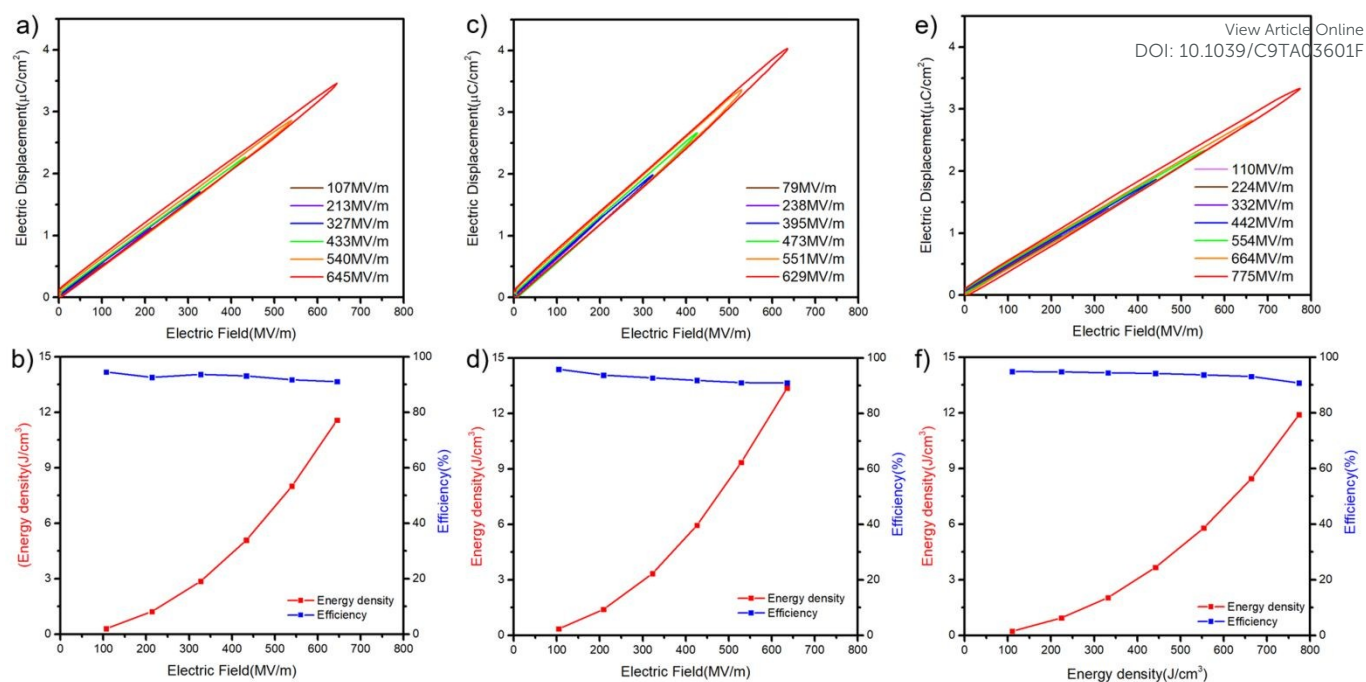 a)
Electric Displacement(μC/cm²)
4
3
2
1
0
107MV/m
213MV/m
327MV/m
433MV/m
540MV/m
645MV/m
0 100 200 300 400 500 600 700 800
Electric Field(MV/m)
c)
Electric Displacement(μC/cm²)
4
3
2
1
0
79MV/m
238MV/m
395MV/m
473MV/m
551MV/m
629MV/m
0 100 200 300 400 500 600 700 800
Electric Field(MV/m)
e)
View Article Online
DOI: 10.1039/C9TA03601F
Electric Displacement(μC/cm²)
4
3
2
1
0
110MV/m
224MV/m
332MV/m
442MV/m
554MV/m
664MV/m
775MV/m
0 100 200 300 400 500 600 700 800
Electric Field(MV/m)
b)
(Energy density(J/cm³)
15
12
9
6
3
0
Energy density
Efficiency
100
80
60
40
20
0
Efficiency(%)
0 100 200 300 400 500 600 700 800
Electric Field(MV/m)
d)
Energy density(J/cm³)
15
12
9
6
3
0
Energy density
Efficiency
100
80
60
40
20
0
Efficiency(%)
0 100 200 300 400 500 600 700 800
Electric Field(MV/m)
f)
Energy density(J/cm³)
15
12
9
6
3
0
Energy density
Efficiency
100
80
60
40
20
0
Efficiency(%)
0 100 200 300 400 500 600 700 800
Energy density(J/cm³)